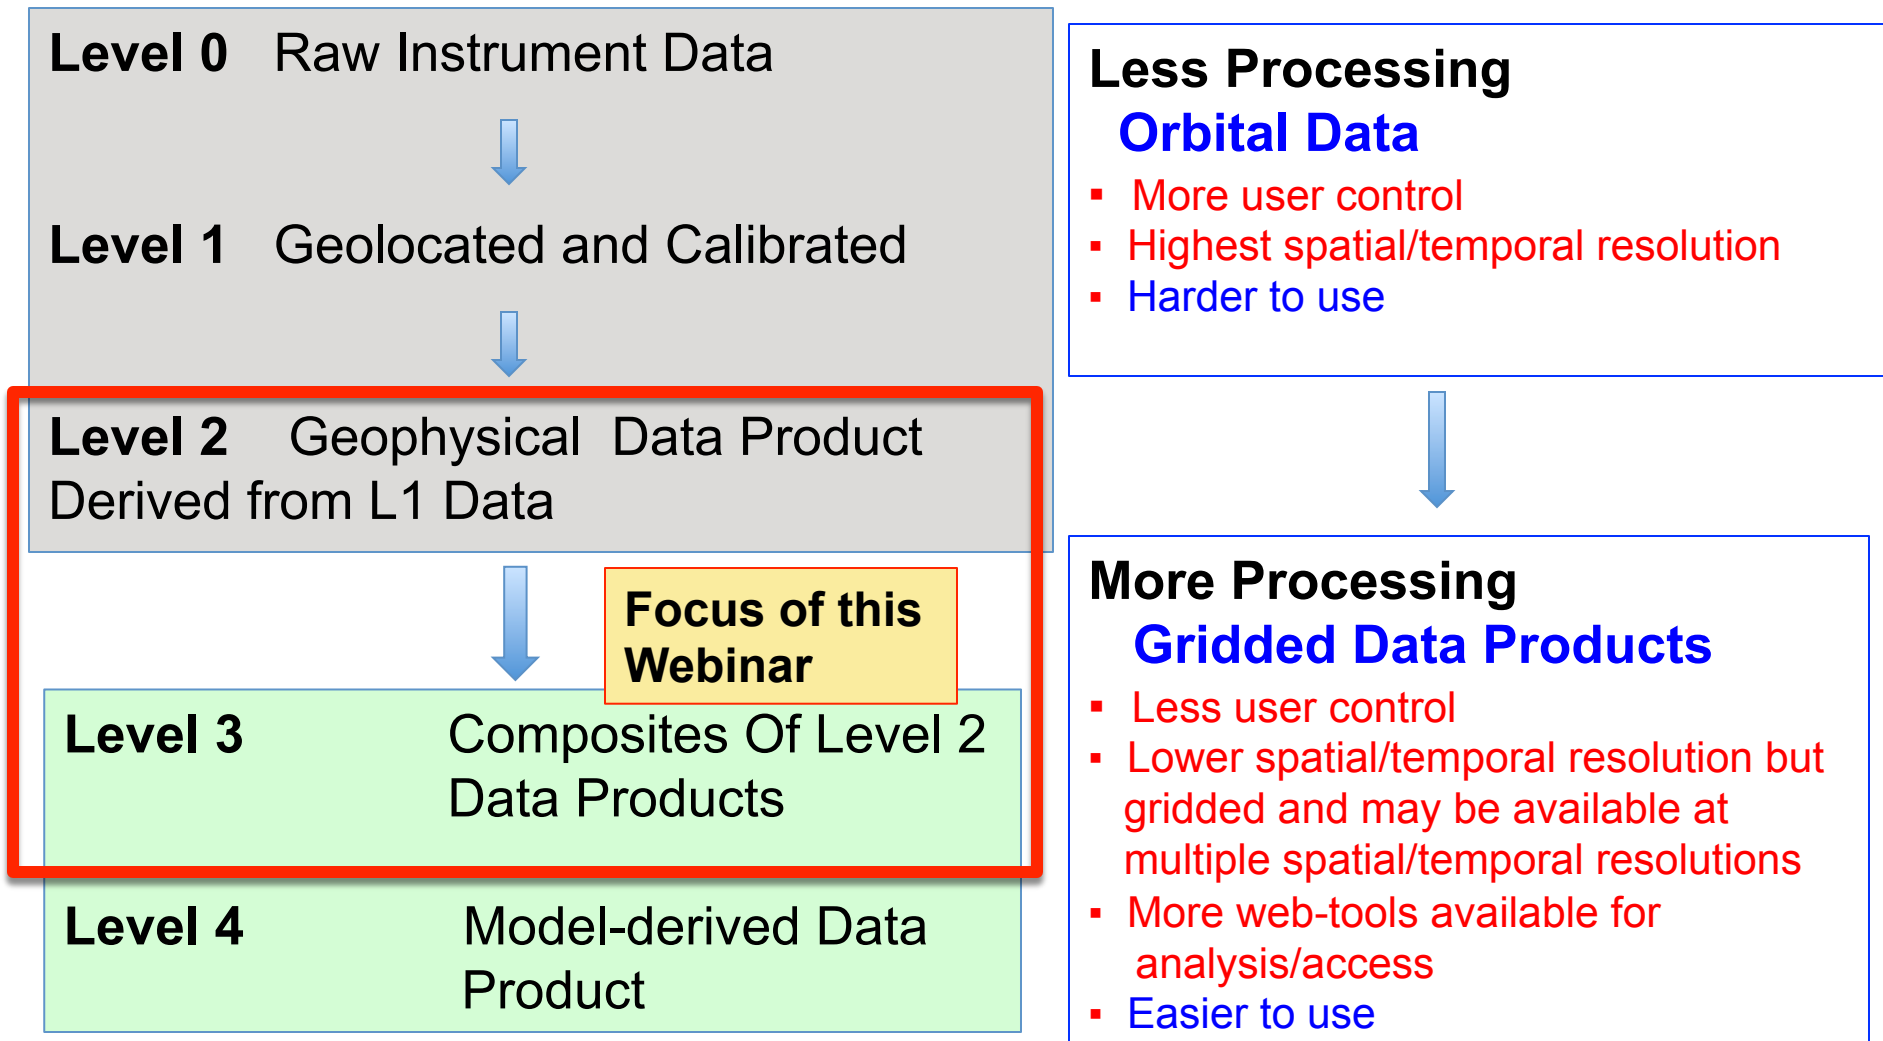 Level 0 Raw Instrument Data
Level 1 Geolocated and Calibrated
Level 2 Geophysical Data Product
Derived from L1 Data
Focus of this
Webinar
Level 3 Composites Of Level 2
Data Products
Level 4 Model-derived Data
Product
Less Processing
Orbital Data
▪ More user control
▪ Highest spatial/temporal resolution
▪ Harder to use
More Processing
Gridded Data Products
▪ Less user control
▪ Lower spatial/temporal resolution but
gridded and may be available at
multiple spatial/temporal resolutions
▪ More web-tools available for
analysis/access
▪ Easier to use